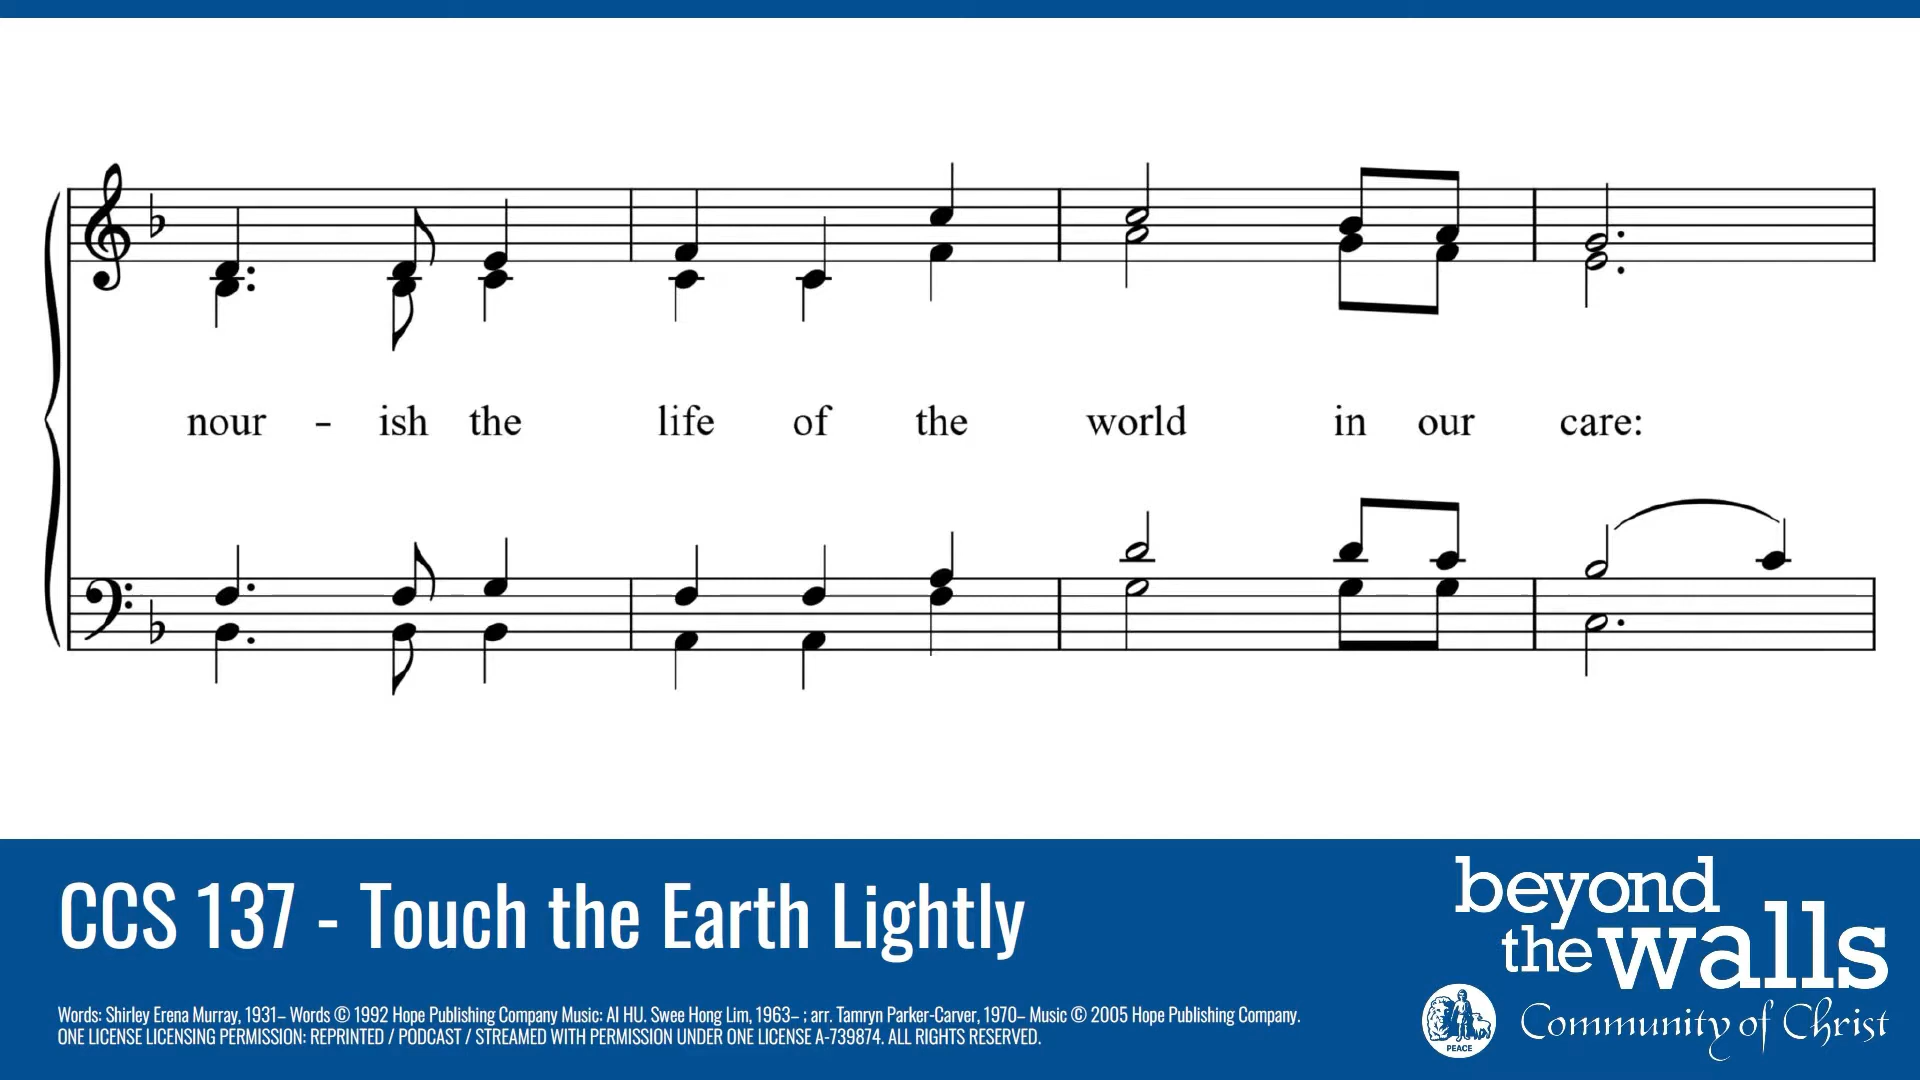 nour - ish the life of the world in our care:
CCS 137 - Touch the Earth Lightly
Words: Shirley Erena Murray, 1931– Words © 1992 Hope Publishing Company Music: AI HU. Swee Hong Lim, 1963– ; arr. Tamryn Parker-Carver, 1970– Music © 2005 Hope Publishing Company.
ONE LICENSE LICENSING PERMISSION: REPRINTED / PODCAST / STREAMED WITH PERMISSION UNDER ONE LICENSE A-739874. ALL RIGHTS RESERVED.
beyond
the walls
PEACE
Community of Christ